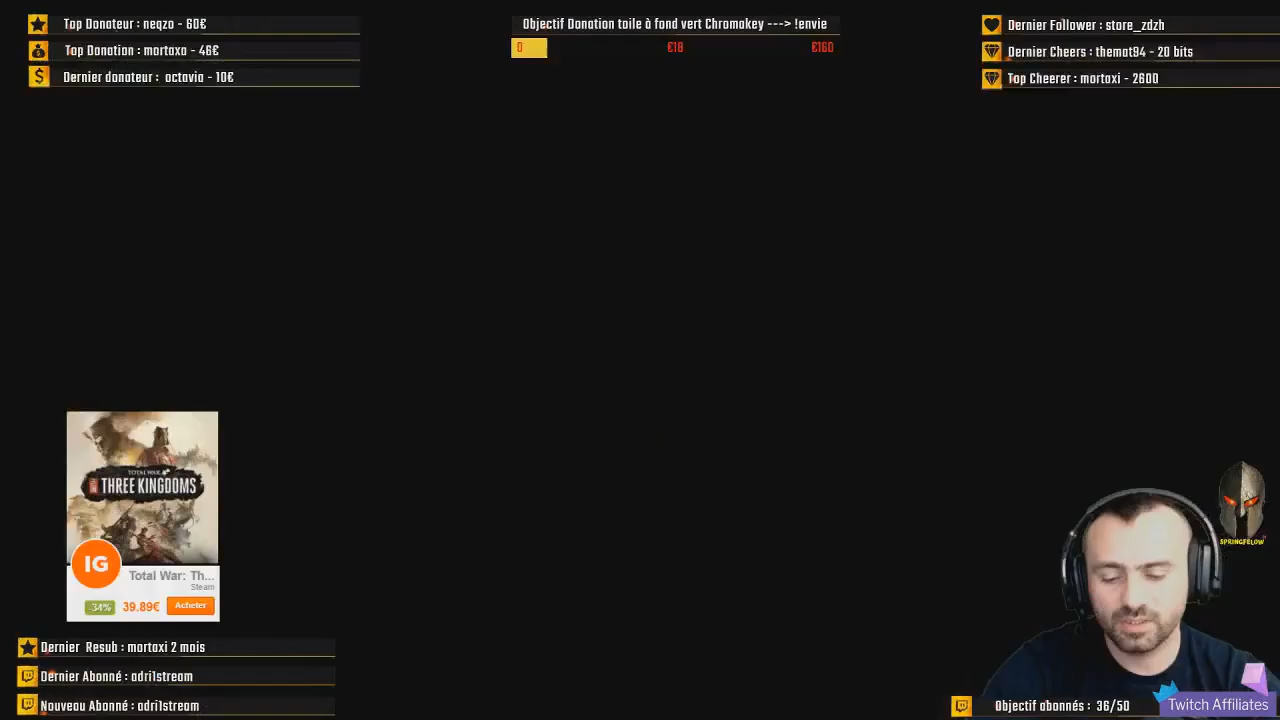 Top Donateur : neqzo - 60€
Top Donation : mortaxa - 46€
Dernier donateur : octavia - 10€
Objectif Donation toile à fond vert Chromakey ---> !envie
0 €18 €160
Dernier Follower : store_zdzh
Dernier Cheers : themat94 - 20 bits
Top Cheerer : mortaxi - 2600
TOTAL WAR
THREE KINGDOMS
IG
Total War: Th...
Steam
-34% 39.89€ Acheter
SPRINGFELOW
Dernier Resub : mortaxi 2 mois
Dernier Abonné : adri1stream
Nouveau Abonné : adri1stream
Objectif abonnés : 36/50
Twitch Affiliates